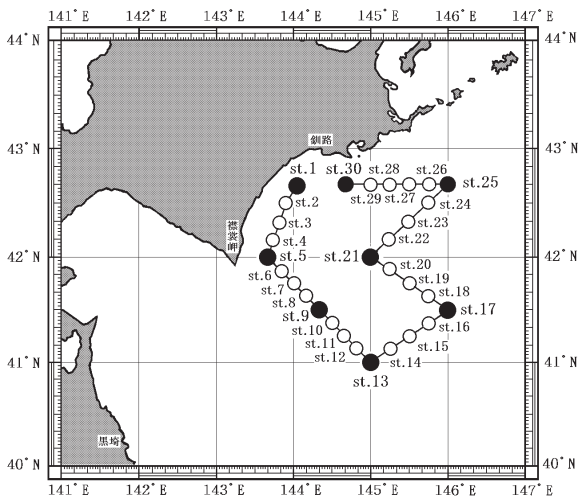 141° E 142° E 143° E 144° E 145° E 146° E 147° E
44° N 44° N
釧路
43° N 43° N
st.1 st.30 st.28 st.26
st.29 st.27 st.25
st.2 st.24
st.3 st.23
襟裳岬
st.4 st.22
42° N st.5 st.21 42° N
st.6 st.20
st.7 st.19
st.8 st.18
st.9 st.17
st.10 st.16
st.11 st.15
st.12 st.14
41° N 41° N
st.13
黒埼
40° N 40° N
141° E 142° E 143° E 144° E 145° E 146° E 147° E